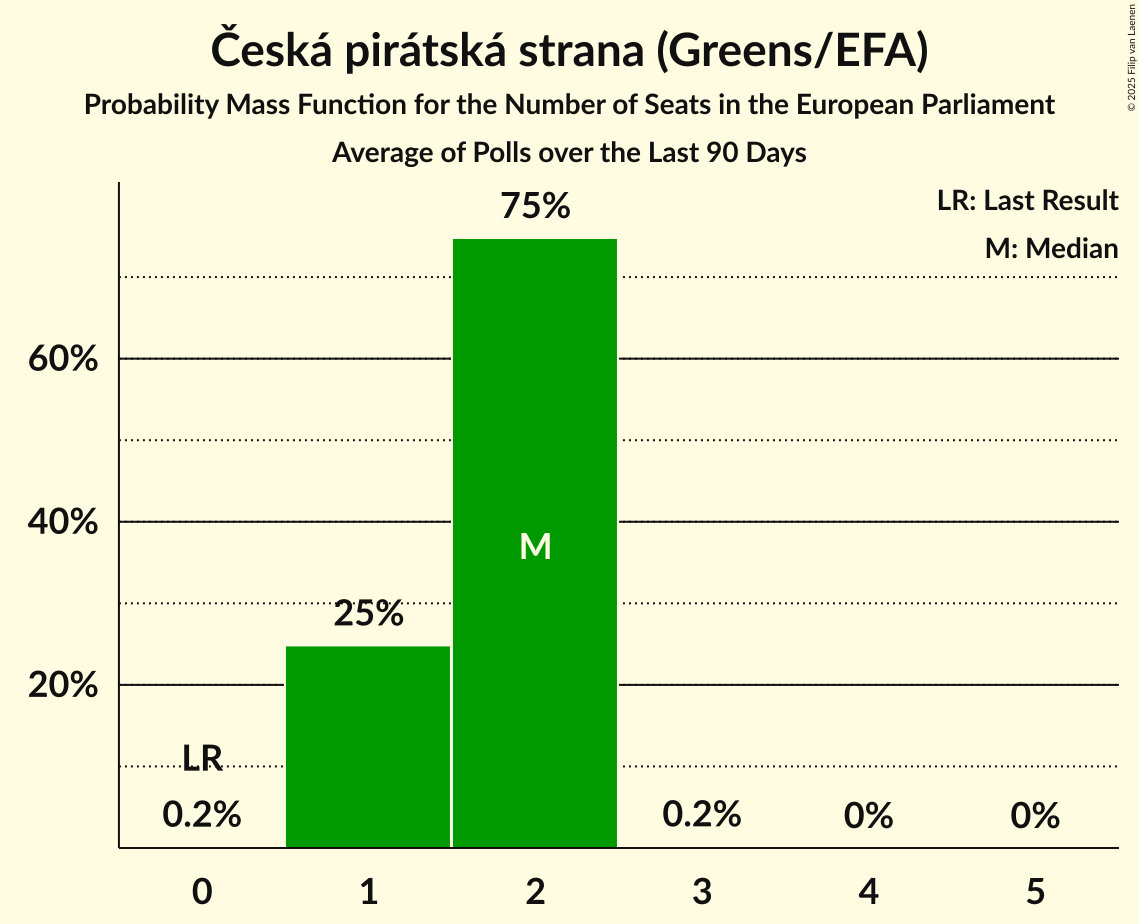 Česká pirátská strana (Greens/EFA)
Probability Mass Function for the Number of Seats in the European Parliament
Average of Polls over the Last 90 Days
© 2025 Filip van Laenen
LR: Last Result
M: Median
75%
60%
40%
M
25%
20%
LR
0.2%
0.2%
0%
0%
0
1
2
3
4
5